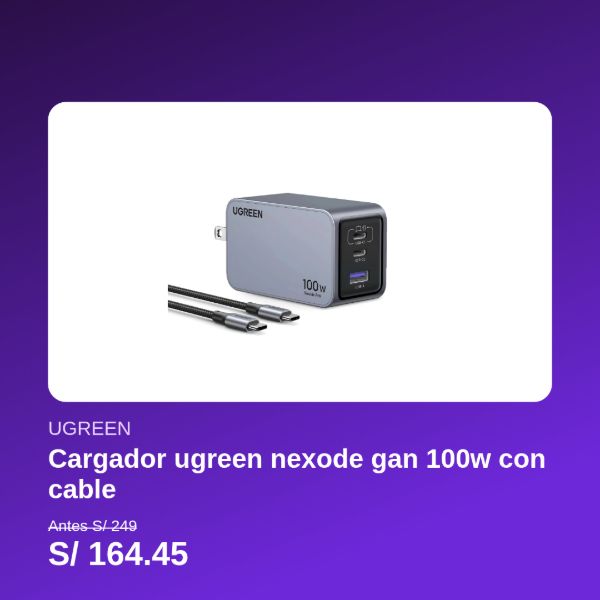 UGREEN
100W
UGREEN
Cargador ugreen nexode gan 100w con
cable
Antes S/ 249
S/ 164.45